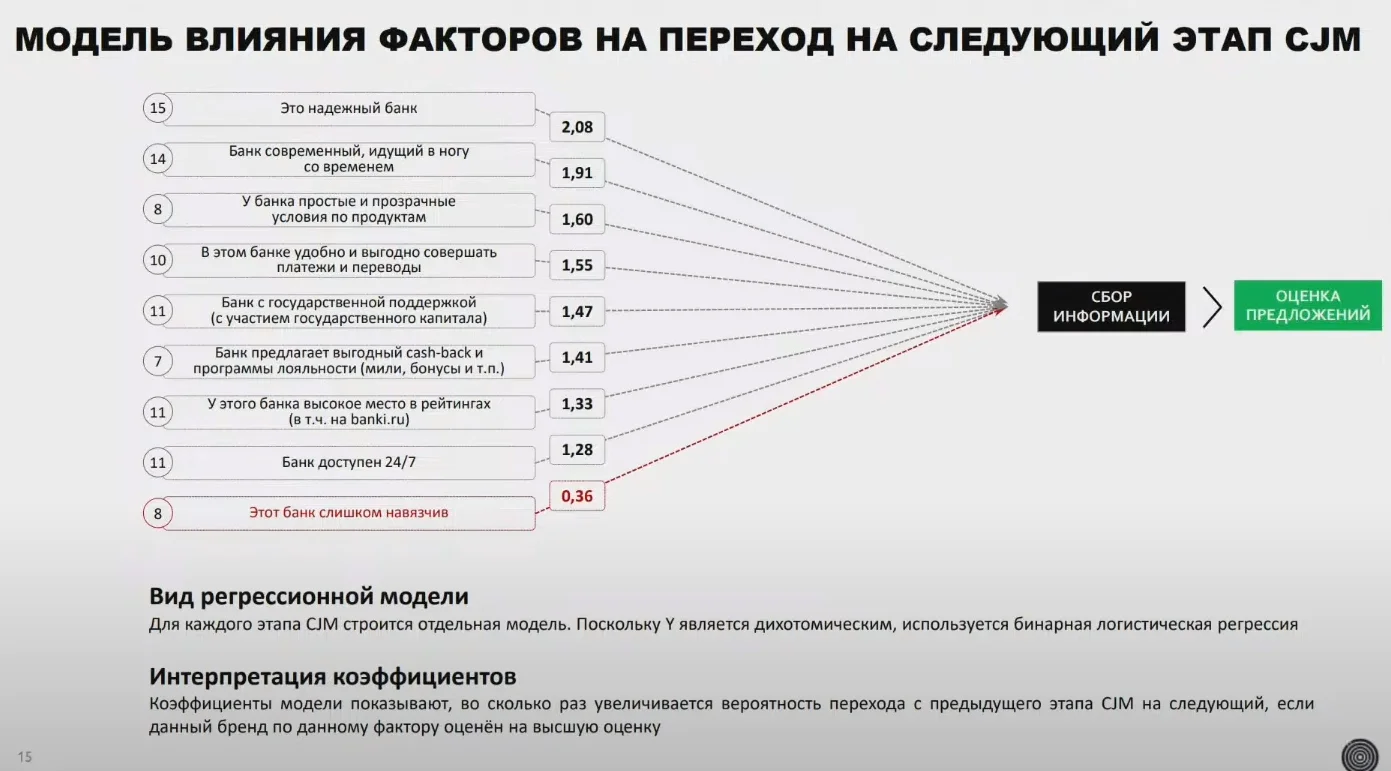 МОДЕЛЬ ВЛИЯНИЯ ФАКТОРОВ НА ПЕРЕХОД НА СЛЕДУЮЩИЙ ЭТАП CJM
15
Это надежный банк
2,08
14
Банк современный, идущий в ногу
со временем
1,91
8
У банка простые и прозрачные
условия по продуктам
1,60
10
В этом банке удобно и выгодно совершать
платежи и переводы
1,55
11
Банк с государственной поддержкой
(с участием государственного капитала)
1,47
7
Банк предлагает выгодный cash-back и
программы лояльности (мили, бонусы и т.п.)
1,41
11
У этого банка высокое место в рейтингах
(в т.ч. на banki.ru)
1,33
11
Банк доступен 24/7
1,28
8
Этот банк слишком навязчив
0,36
СБОР
ИНФОРМАЦИИ
ОЦЕНКА
ПРЕДЛОЖЕНИЙ
Вид регрессионной модели
Для каждого этапа CJM строится отдельная модель. Поскольку Y является дихотомическим, используется бинарная логистическая регрессия
Интерпретация коэффициентов
Коэффициенты модели показывают, во сколько раз увеличивается вероятность перехода с предыдущего этапа CJM на следующий, если
данный бренд по данному фактору оценён на высшую оценку
15